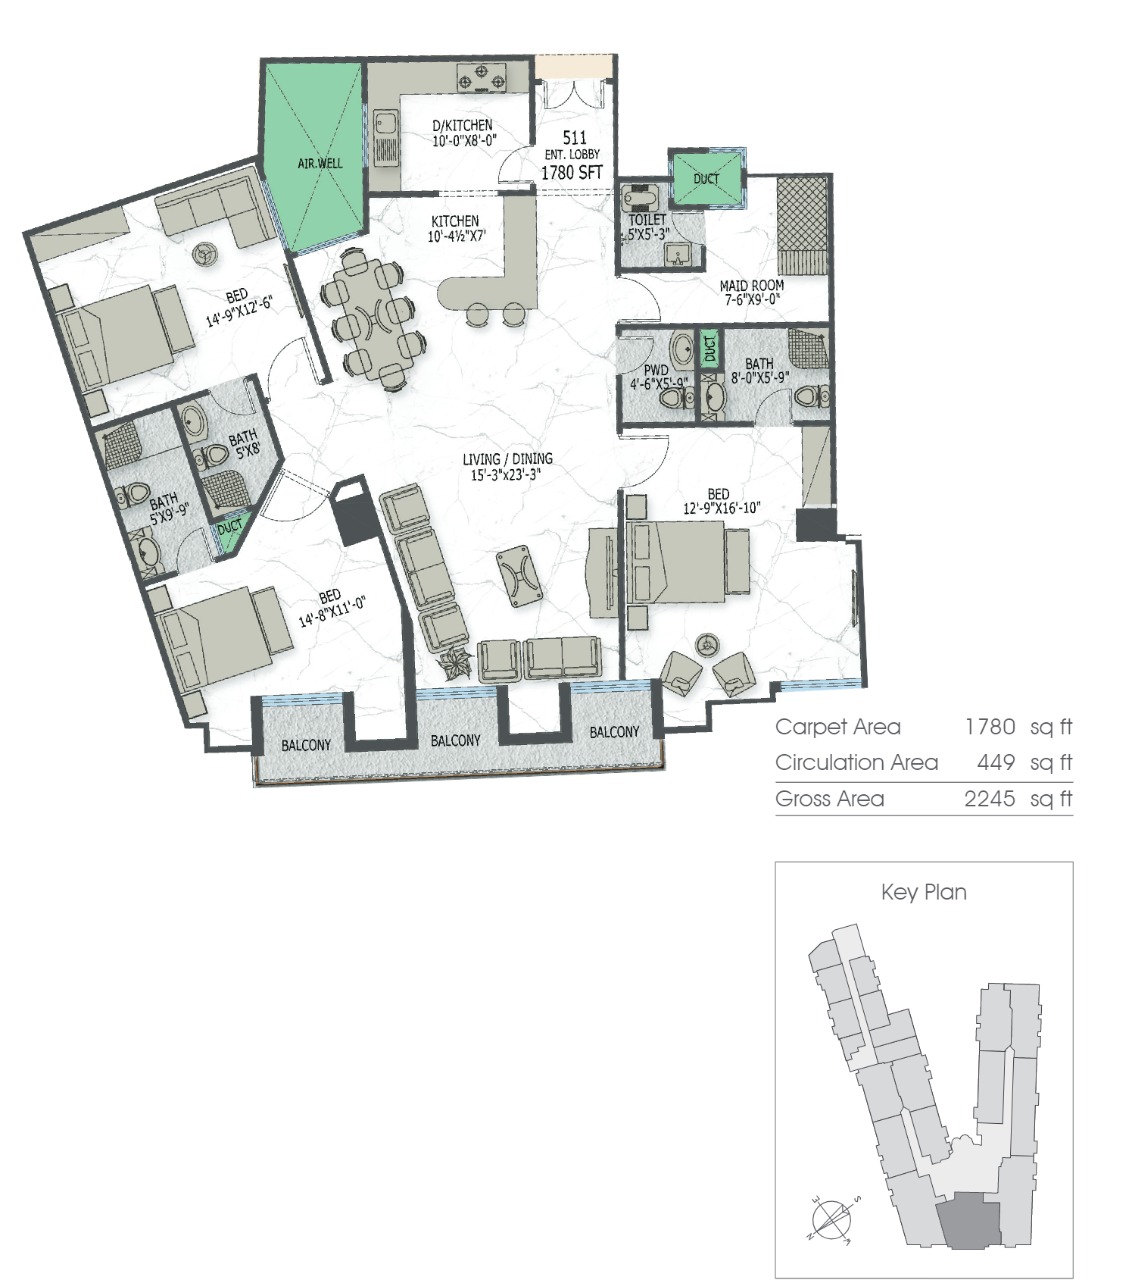 D/KITCHEN
10'-0"X8'-0"
511
ENT. LOBBY
1780 SFT
AIR.WELL
DUCT
TOILET
5'X5'-3"
KITCHEN
10'-4½"X7'
MAID ROOM
7'-6"X9'-0"
BED
14'-9"X12'-6"
PWD
4'-6"X5'-9"
DUCT
BATH
8'-0"X5'-9"
BATH
5'X8'
LIVING / DINING
15'-3"x23'-3"
BATH
5'X9'-9"
DUCT
BED
12'-9"X16'-10"
BED
14'-8"X11'-0"
BALCONY
BALCONY
BALCONY
Carpet Area 1780 sq ft
Circulation Area 449 sq ft
Gross Area 2245 sq ft
Key Plan
E
S
N
W